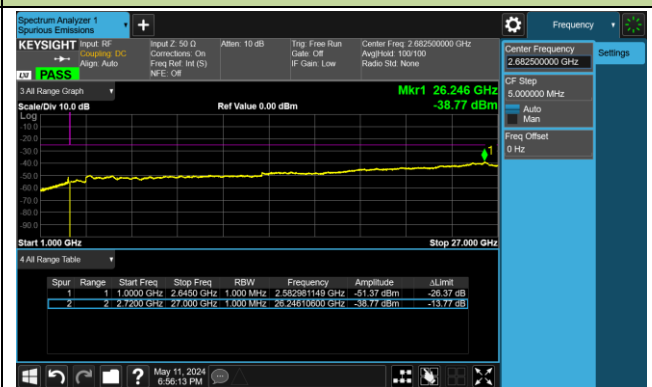 Spectrum Analyzer 1
Spurious Emissions
Frequency
KEYSIGHT Input: RF Input Z: 50 Ω Atten: 10 dB Trig: Free Run Center Freq: 2.682500000 GHz
Coupling: DC Corrections: On Gate: Off Avg|Hold: 100/100
Align: Auto Freq Ref: Int (S) IF Gain: Low Radio Std: None
LNI PASS NFE: Off
Center Frequency
2.682500000 GHz
Settings
CF Step
5.000000 MHz
Auto
Man
Freq Offset
0 Hz
3 All Range Graph
Mkr1 26.246 GHz
Scale/Div 10.0 dB Ref Value 0.00 dBm -38.77 dBm
Log
-10.0
-20.0
-30.0
-40.0
-50.0
-60.0
-70.0
-80.0
-90.0
1
Start 1.000 GHz Stop 27.000 GHz
4 All Range Table
Spur Range Start Freq Stop Freq RBW Frequency Amplitude ΔLimit
1 1 1.0000 GHz 2.6450 GHz 1.000 MHz 2.582981149 GHz -51.37 dBm -26.37 dB
2 2 2.7200 GHz 27.000 GHz 1.000 MHz 26.24610600 GHz -38.77 dBm -13.77 dB
May 11, 2024
6:56:13 PM